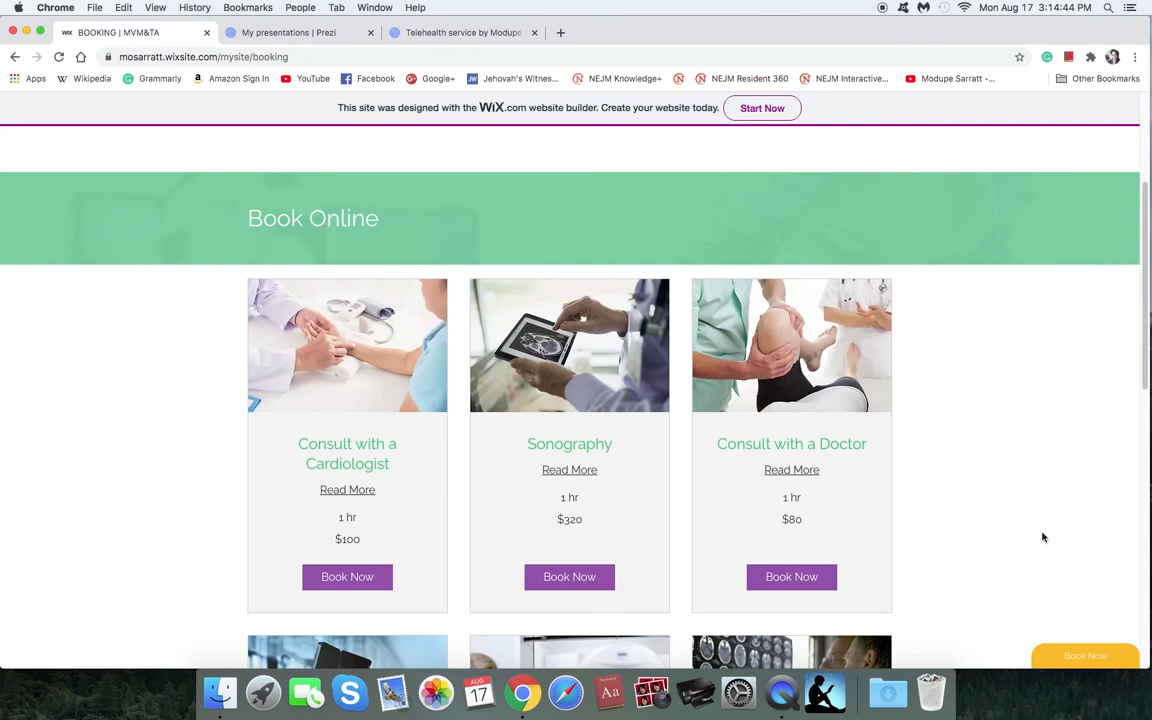 Chrome File Edit View History Bookmarks People Tab Window Help Mon Aug 17 3:14:44 PM
WiX BOOKING | MVM&TA My presentations | Prezi Telehealth service by Modupe
mosarratt.wixsite.com/mysite/booking
Apps Wikipedia Grammarly Amazon Sign In YouTube Facebook Google+ Jehovah's Witnes... NEJM Knowledge+ NEJM Resident 360 NEJM Interactive... Modupe Sarratt -... Other Bookmarks
This site was designed with the WiX.com website builder. Create your website today. Start Now
Book Online
Consult with a
Cardiologist
Read More
1 hr
$100
Book Now
Sonography
Read More
1 hr
$320
Book Now
Consult with a Doctor
Read More
1 hr
$80
Book Now
Book Now
AUG
17
Aa